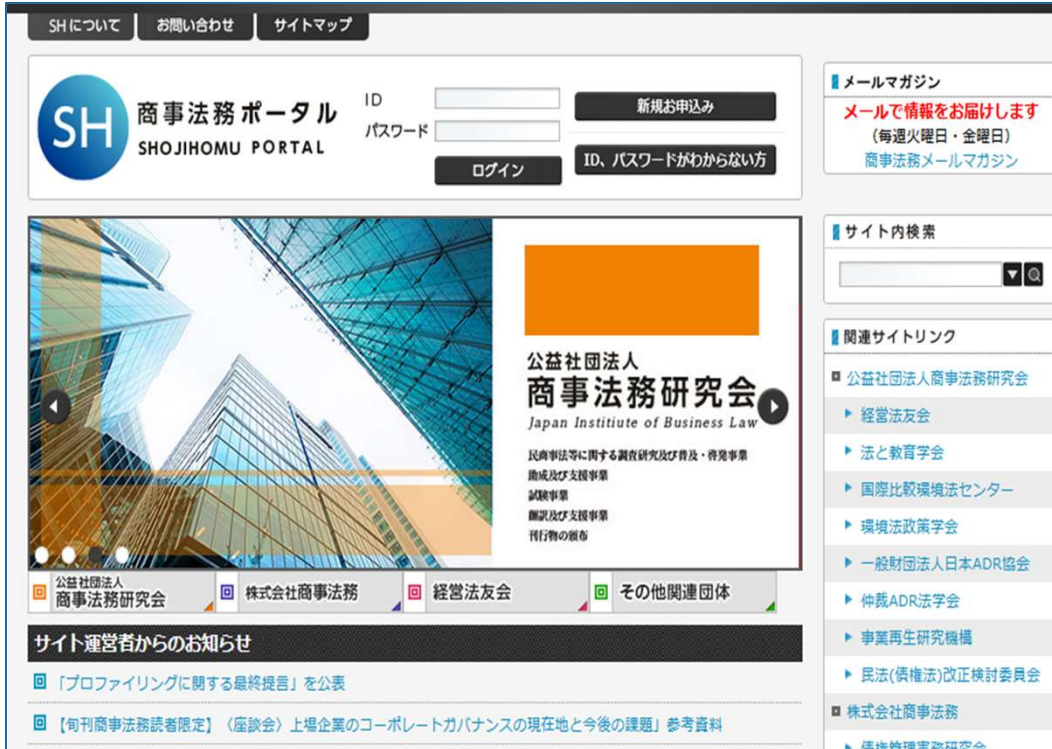 SHについて
お問い合わせ
サイトマップ
SH
商事法務ポータル
SHOJIHOMU PORTAL
ID
パスワード
ログイン
新規お申込み
ID、パスワードがわからない方
公益社団法人
商事法務研究会
Japan Institiute of Business Law
民商事法等に関する調査研究及び普及・啓発事業
助成及び支援事業
試験事業
翻訳及び支援事業
刊行物の頒布
公益社団法人
商事法務研究会
株式会社商事法務
経営法友会
その他関連団体
サイト運営者からのお知らせ
「プロファイリングに関する最終提言」を公表
【旬刊商事法務読者限定】〈座談会〉上場企業のコーポレートガバナンスの現在地と今後の課題」参考資料
メールマガジン
メールで情報をお届けします
(毎週火曜日・金曜日)
商事法務メールマガジン
サイト内検索
関連サイトリンク
公益社団法人商事法務研究会
経営法友会
法と教育学会
国際比較環境法センター
環境法政策学会
一般財団法人日本ADR協会
仲裁ADR法学会
事業再生研究機構
民法(債権法)改正検討委員会
株式会社商事法務
債権管理実務研究会